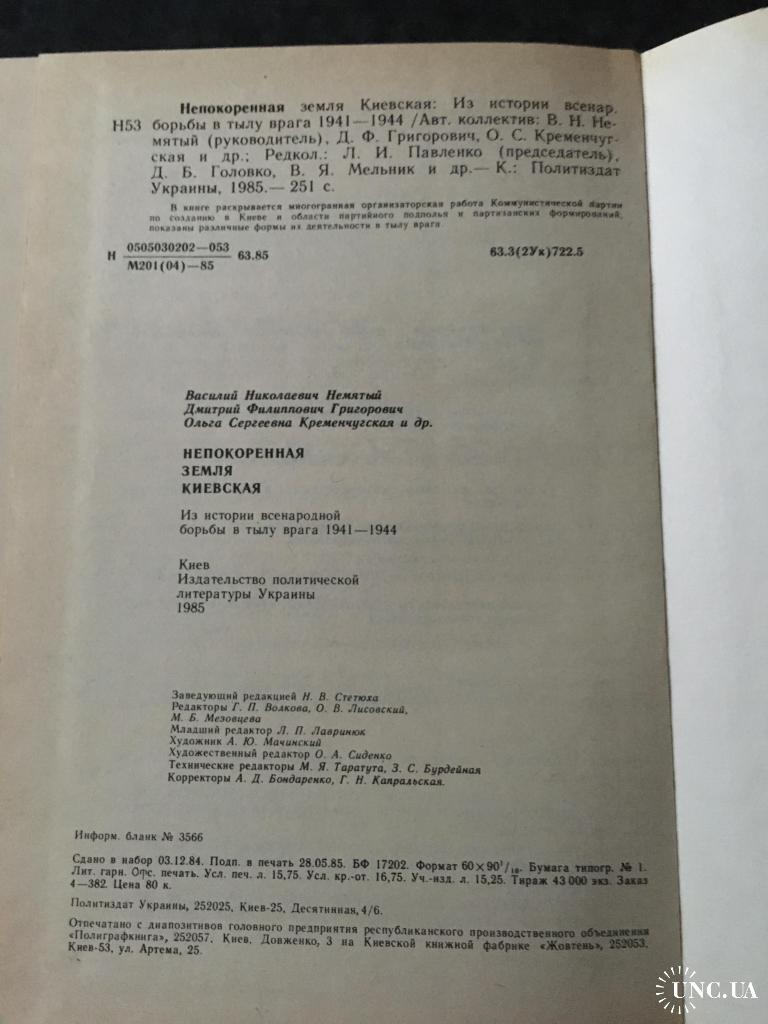 Непокоренная земля Киевская: Из истории всенар.
Н53 борьбы в тылу врага 1941—1944 /Авт. коллектив: В. Н. Не-
мятый (руководитель), Д. Ф. Григорович, О. С. Кременчуг-
ская и др.; Редкол.: Л. И. Павленко (председатель),
Д. Б. Головко, В. Я. Мельник и др.— К.: Политиздат
Украины, 1985.— 251 с.
В книге раскрывается многогранная организаторская работа Коммунистической партии
по созданию в Киеве и области партийного подполья и партизанских формирований,
показаны различные формы их деятельности в тылу врага.
Н 0505030202—053 63.85 63.3(2Ук)722.5
М201(04)—85
Василий Николаевич Немятый
Дмитрий Филиппович Григорович
Ольга Сергеевна Кременчугская и др.
НЕПОКОРЕННАЯ
ЗЕМЛЯ
КИЕВСКАЯ
Из истории всенародной
борьбы в тылу врага 1941—1944
Киев
Издательство политической
литературы Украины
1985
Заведующий редакцией Н. В. Стетюха
Редакторы Г. П. Волкова, О. В. Лисовский,
М. Б. Мезовцева
Младший редактор Л. П. Лавринюк
Художник А. Ю. Мачинский
Художественный редактор О. А. Сиденко
Технические редакторы М. Я. Таратута, З. С. Бурдейная
Корректоры А. Д. Бондаренко, Г. Н. Капральская.
Информ. бланк № 3566
Сдано в набор 03.12.84. Подп. в печать 28.05.85. БФ 17202. Формат 60×90¹/₁₆. Бумага типогр. № 1.
Лит. гарн. Офс. печать. Усл. печ. л. 15,75. Усл. кр.-от. 16,75. Уч.-изд. л. 15,25. Тираж 43 000 экз. Заказ
4—382. Цена 80 к.
Политиздат Украины, 252025, Киев-25, Десятинная, 4/6.
Отпечатано с диапозитивов головного предприятия республиканского производственного объединения
«Полиграфкнига», 252057, Киев, Довженко, 3 на Киевской книжной фабрике «Жовтень», 252053,
Киев-53, ул. Артема, 25.
UNC.UA